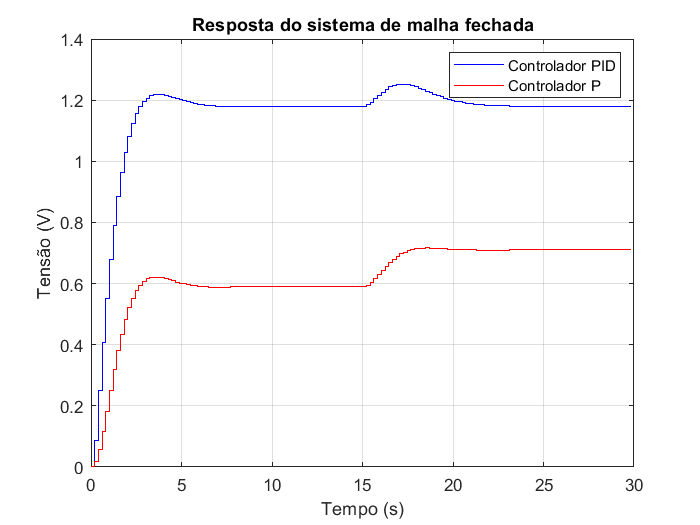 Resposta do sistema de malha fechada
Controlador PID
Controlador P
Tensão (V)
1.4
1.2
1
0.8
0.6
0.4
0.2
0
0 5 10 15 20 25 30
Tempo (s)